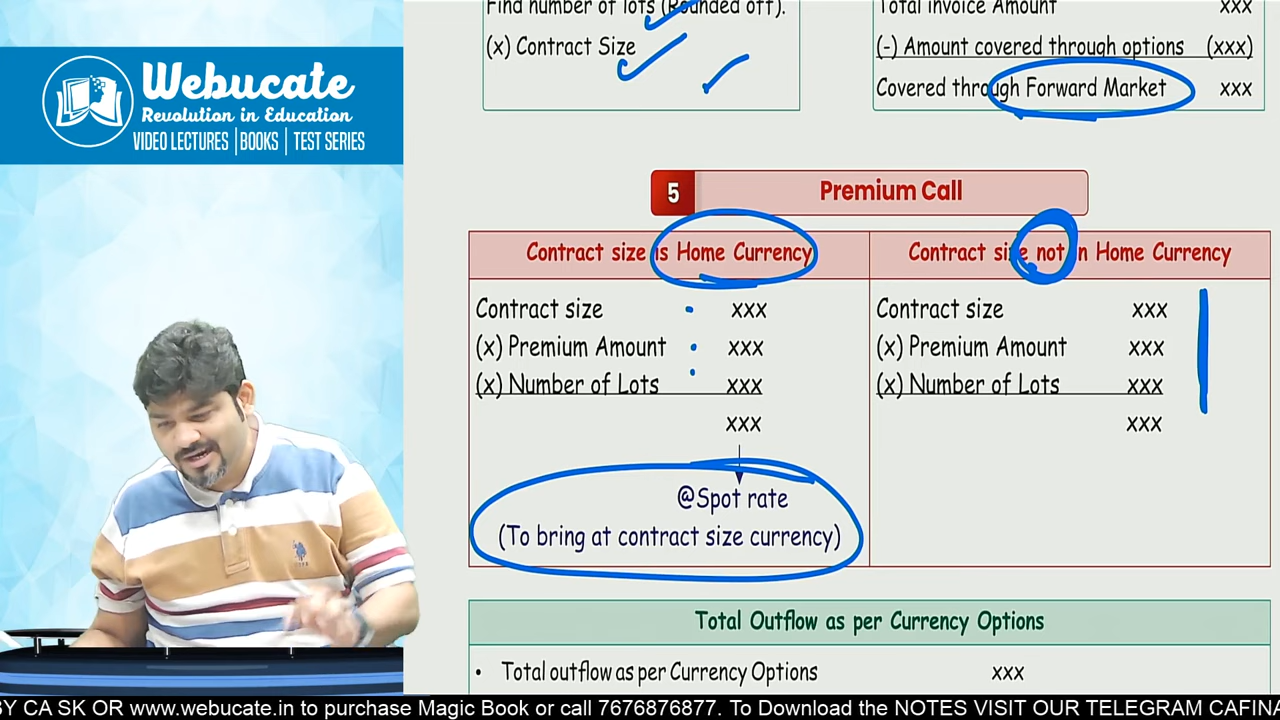 Find number of lots (Rounded off).
(x) Contract Size
Total invoice Amount xxx
(-) Amount covered through options (xxx)
Covered through Forward Market xxx
Webucate
Revolution in Education
VIDEO LECTURES | BOOKS | TEST SERIES
5 Premium Call
Contract size is Home Currency
Contract size not in Home Currency
Contract size xxx
(x) Premium Amount xxx
(x) Number of Lots xxx
xxx
@Spot rate
(To bring at contract size currency)
Contract size xxx
(x) Premium Amount xxx
(x) Number of Lots xxx
xxx
Total Outflow as per Currency Options
• Total outflow as per Currency Options xxx
BY CA SK OR www.webucate.in to purchase Magic Book or call 7676876877. To Download the NOTES VISIT OUR TELEGRAM CAFINA